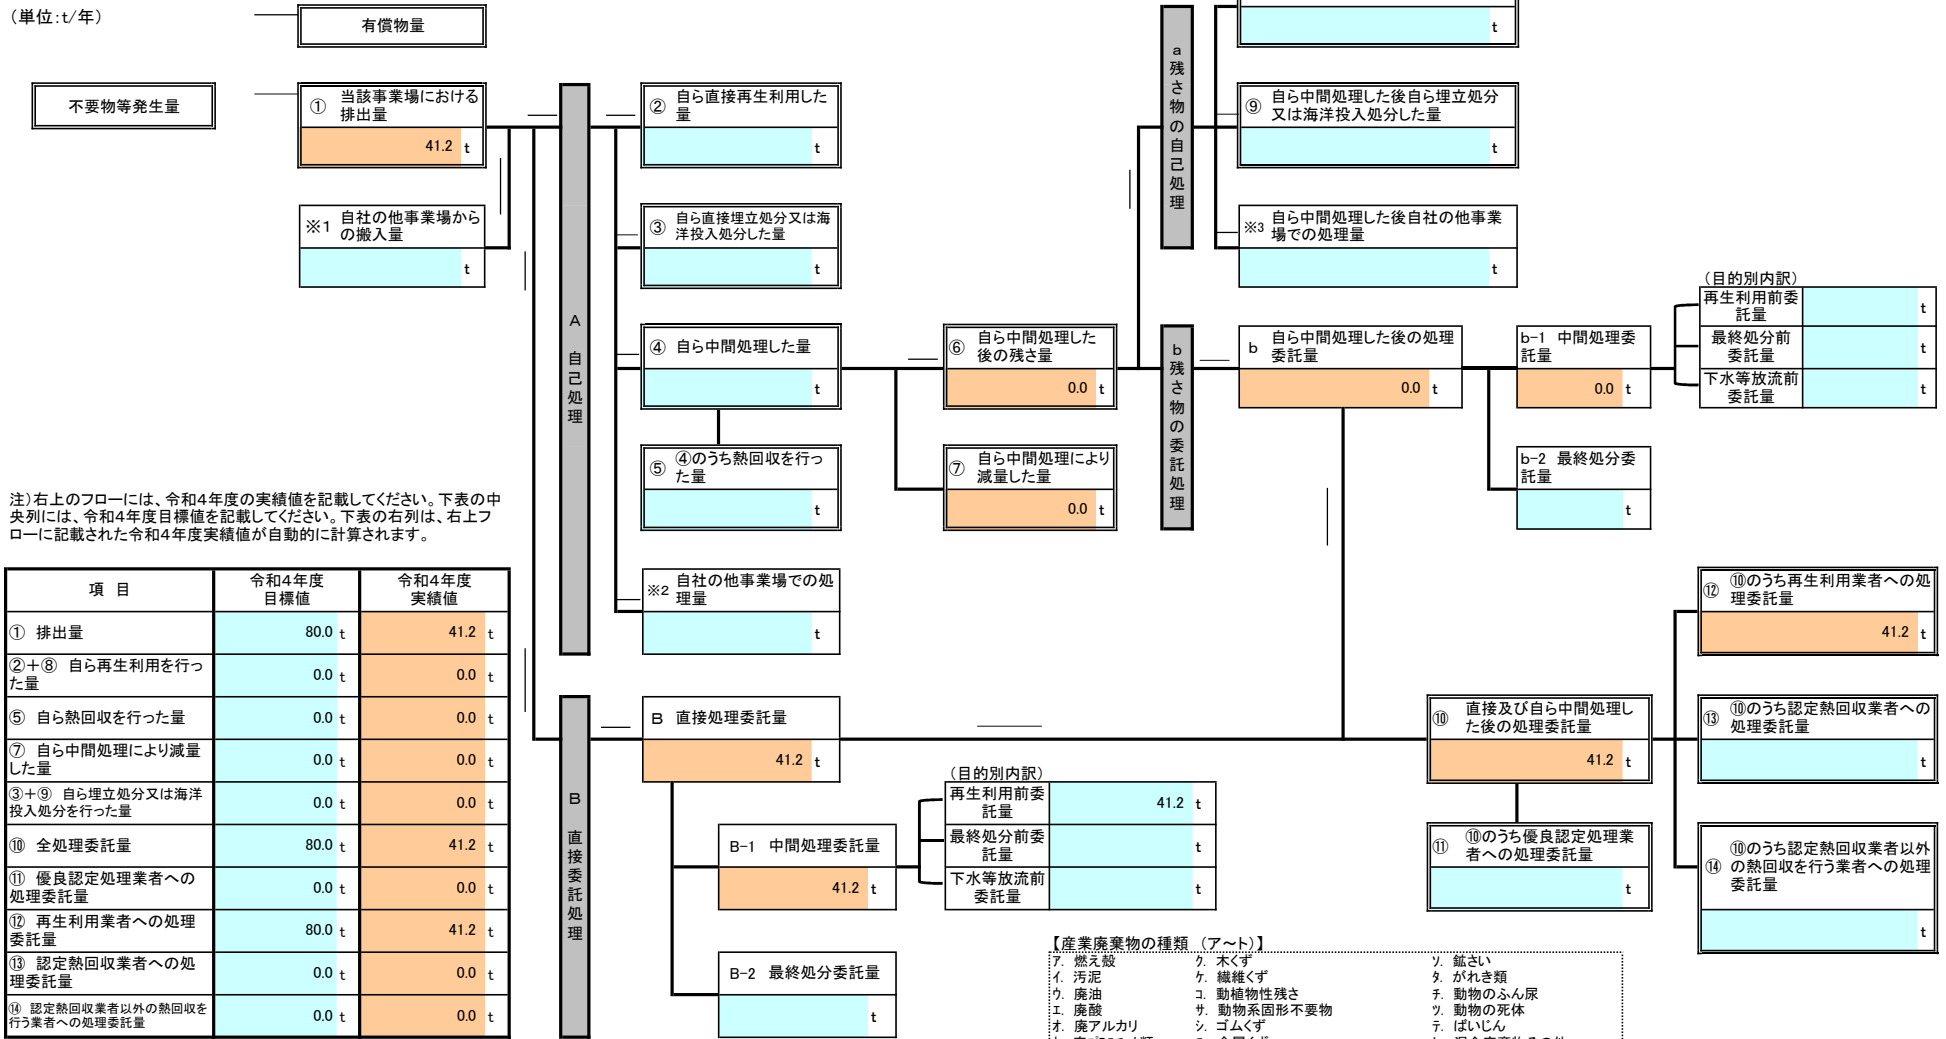 (単位:t/年)
有償物量
不要物等発生量
① 当該事業場における
排出量
41.2 t
※1 自社の他事業場から
の搬入量
t
A 自己処理
② 自ら直接再生利用した
量
t
③ 自ら直接埋立処分又は海
洋投入処分した量
t
④ 自ら中間処理した量
t
⑤ ④のうち熱回収を行っ
た量
t
※2 自社の他事業場での処
理量
t
⑥ 自ら中間処理した
後の残さ量
0.0 t
⑦ 自ら中間処理により
減量した量
0.0 t
a 残さ物の自己処理
t
⑨ 自ら中間処理した後自ら埋立処分
又は海洋投入処分した量
t
※3 自ら中間処理した後自社の他事業
場での処理量
t
b 残さ物の委託処理
b 自ら中間処理した後の処理
委託量
0.0 t
b-1 中間処理委
託量
0.0 t
b-2 最終処分委
託量
t
(目的別内訳)
再生利用前委
託量
t
最終処分前
委託量
t
下水等放流前
委託量
t
注)右上のフローには、令和4年度の実績値を記載してください。下表の中
央列には、令和4年度目標値を記載してください。下表の右列は、右上フ
ローに記載された令和4年度実績値が自動的に計算されます。
項 目 令和4年度
目標値 令和4年度
実績値
① 排出量 80.0 t 41.2 t
②+⑧ 自ら再生利用を行っ
た量 0.0 t 0.0 t
⑤ 自ら熱回収を行った量 0.0 t 0.0 t
⑦ 自ら中間処理により減量
した量 0.0 t 0.0 t
③+⑨ 自ら埋立処分又は海洋
投入処分を行った量 0.0 t 0.0 t
⑩ 全処理委託量 80.0 t 41.2 t
⑪ 優良認定処理業者への
処理委託量 0.0 t 0.0 t
⑫ 再生利用業者への処理
委託量 80.0 t 41.2 t
⑬ 認定熱回収業者への処
理委託量 0.0 t 0.0 t
⑭ 認定熱回収業者以外の熱回収を
行う業者への処理委託量 0.0 t 0.0 t
B 直接委託処理
B 直接処理委託量
41.2 t
B-1 中間処理委託量
41.2 t
B-2 最終処分委託量
t
(目的別内訳)
再生利用前委
託量
41.2 t
最終処分前委
託量
t
下水等放流前
委託量
t
⑩ 直接及び自ら中間処理し
た後の処理委託量
41.2 t
⑪ ⑩のうち優良認定処理業
者への処理委託量
t
⑫ ⑩のうち再生利用業者への処
理委託量
41.2 t
⑬ ⑩のうち認定熱回収業者への
処理委託量
t
⑭ ⑩のうち認定熱回収業者以外
の熱回収を行う業者への処理
委託量
t
【産業廃棄物の種類 (ア~ト)】
ア. 燃え殻 ク. 木くず ソ. 鉱さい
イ. 汚泥 ケ. 繊維くず タ. がれき類
ウ. 廃油 コ. 動植物性残さ チ. 動物のふん尿
エ. 廃酸 サ. 動物系固形不要物 ツ. 動物の死体
オ. 廃アルカリ シ. ゴムくず テ. ばいじん